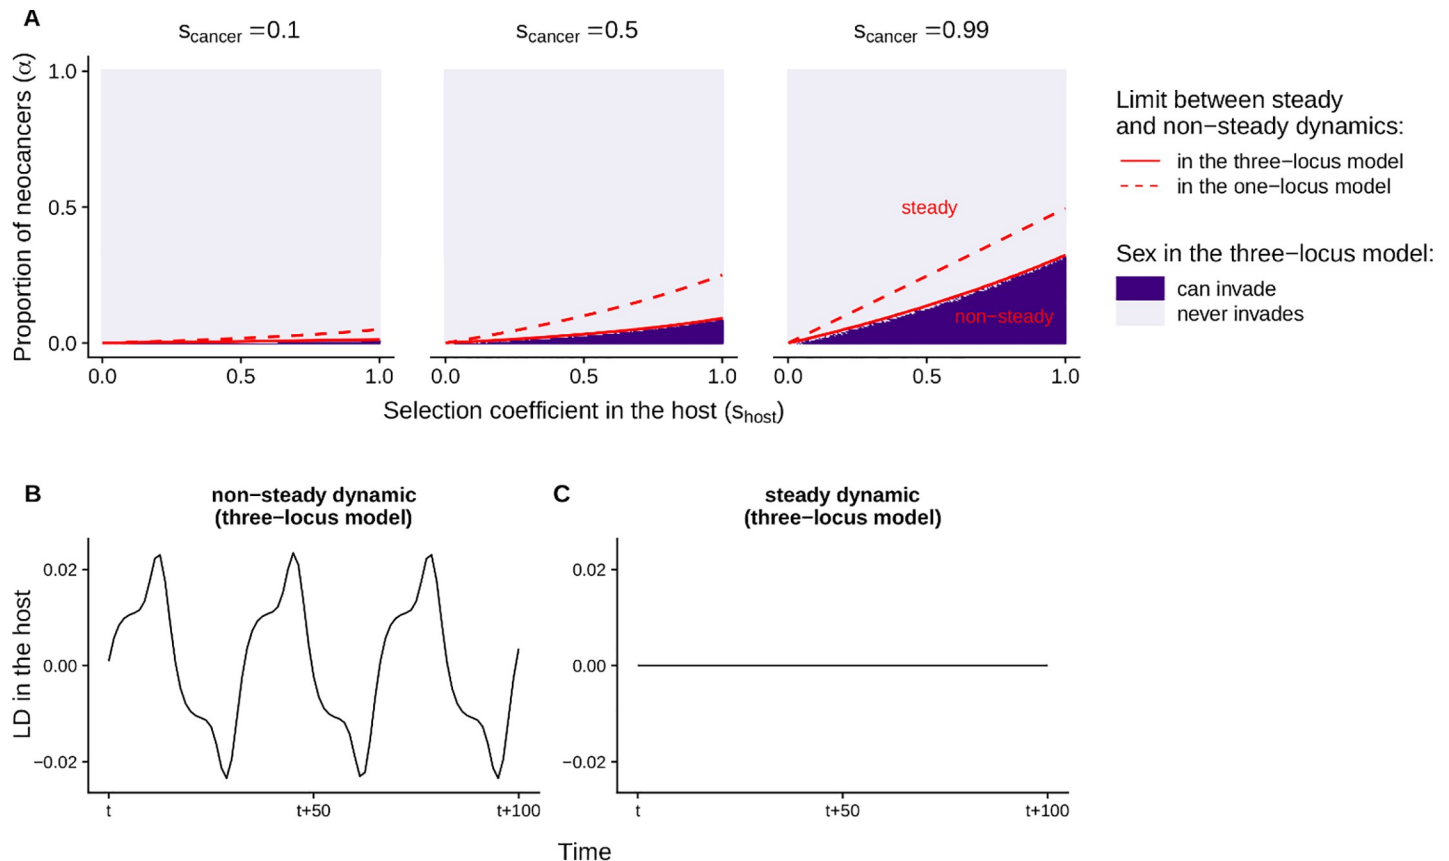 A
s_cancer =0.1
s_cancer =0.5
s_cancer =0.99
Proportion of neocancers (α)
1.0
0.5
0.0
steady
non−steady
0.0 0.5 1.0
0.0 0.5 1.0
0.0 0.5 1.0
Selection coefficient in the host (s_host)
Limit between steady
and non−steady dynamics:
in the three−locus model
in the one−locus model
Sex in the three−locus model:
can invade
never invades
B
non−steady dynamic
(three−locus model)
LD in the host
0.02
0.00
−0.02
t t+50 t+100
C
steady dynamic
(three−locus model)
0.02
0.00
−0.02
t t+50 t+100
Time